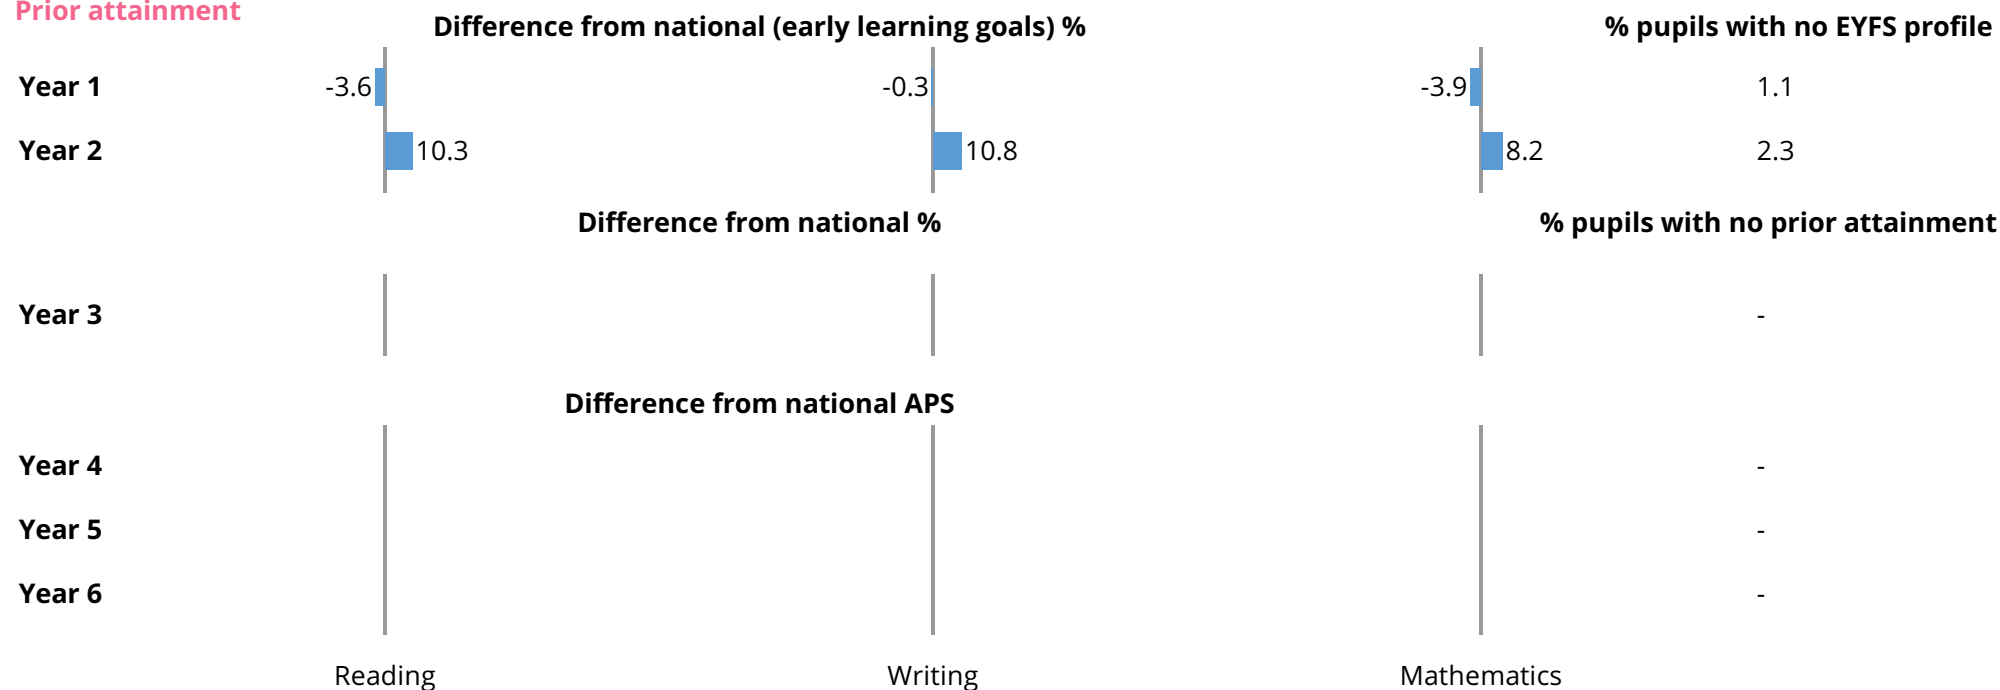 Prior attainment
Difference from national (early learning goals) % % pupils with no EYFS profile
Year 1 -3.6 -0.3 -3.9 1.1
Year 2 10.3 10.8 8.2 2.3
Difference from national % % pupils with no prior attainment
Year 3 -
Difference from national APS
Year 4 -
Year 5 -
Year 6 -
Reading Writing Mathematics